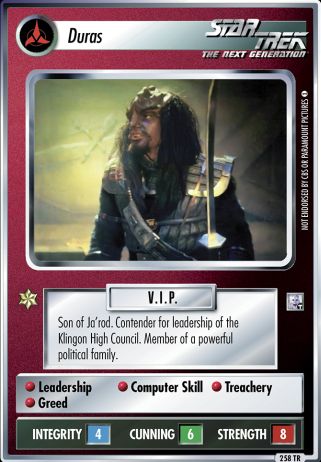 Duras
STAR TREK
THE NEXT GENERATION
NOT ENDORSED BY CBS OR PARAMOUNT PICTURES
V.I.P.
Son of Ja'rod. Contender for leadership of the
Klingon High Council. Member of a powerful
political family.
Leadership Computer Skill Treachery
Greed
INTEGRITY 4 CUNNING 6 STRENGTH 8
258 TR